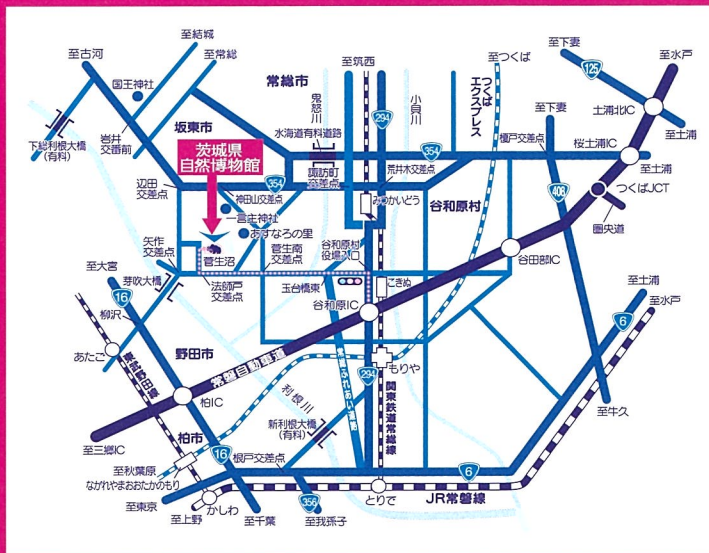 至結城
至古河
至常総
国王神社
常総市
至筑西
鬼怒川
小貝川
至つくば
つくば
エクスプレス
至下妻
125
至水戸
土浦北IC
至土浦
下総利根大橋
(有料)
岩井
交番前
坂東市
水海道有料道路
294
354
至下妻
榎戸交差点
桜土浦IC
至土浦
茨城県
自然博物館
辺田
交差点
神田山交差点
354
諏訪町
交差点
荒井木交差点
みつかいどう
谷和原村
408
つくばJCT
圏央道
一言主神社
あすなろの里
矢作
交差点
菅生沼
菅生南
交差点
谷和原村
役場入口
谷田部IC
至大宮
芽吹大橋
法師戸
交差点
玉台橋東
こきぬ
16
柳沢
谷和原IC
至土浦
至水戸
6
あたご
東武野田線
野田市
常磐自動車道
常総ふれあい道路
もりや
294
関東鉄道常総線
利根川
新利根大橋
(有料)
柏IC
至牛久
至三郷IC
柏市
至秋葉原
ながれやまおおたかのもり
16
根戸交差点
6
至東京
かしわ
至上野
至千葉
356
至我孫子
とりで
JR常磐線